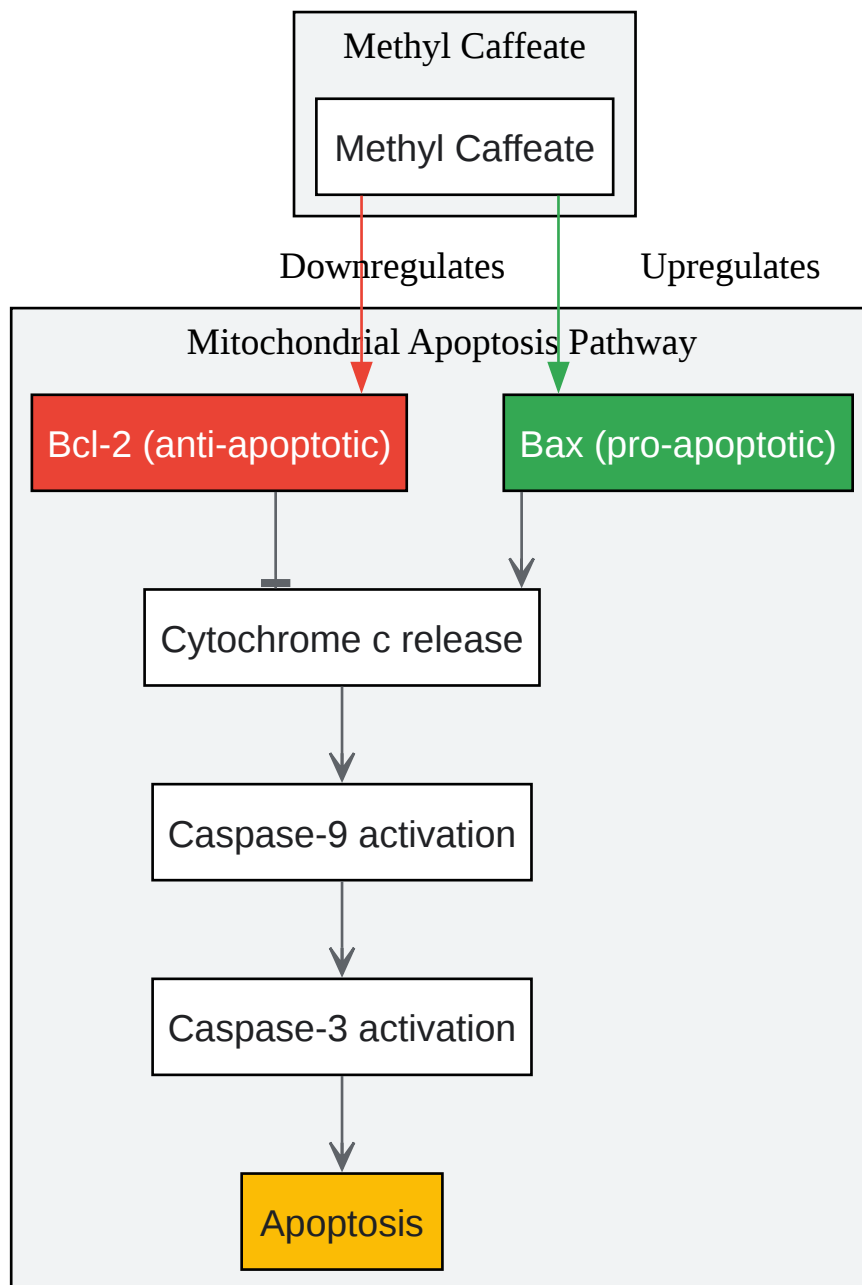 Methyl Caffeate
Methyl Caffeate
Downregulates
Upregulates
Mitochondrial Apoptosis Pathway
Bcl-2 (anti-apoptotic)
Bax (pro-apoptotic)
Cytochrome c release
Caspase-9 activation
Caspase-3 activation
Apoptosis